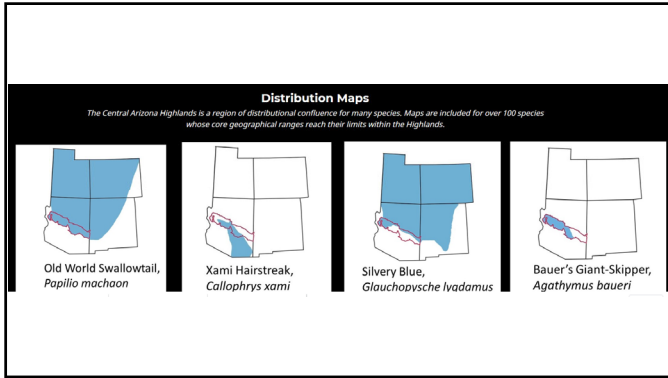 Distribution Maps
The Central Arizona Highlands is a region of distributional confluence for many species. Maps are included for over 100 species
whose core geographical ranges reach their limits within the Highlands.
Old World Swallowtail,
Papilio machaon
Xami Hairstreak,
Callophrys xami
Silvery Blue,
Glauchopysche lygdamus
Bauer's Giant-Skipper,
Agathymus baueri